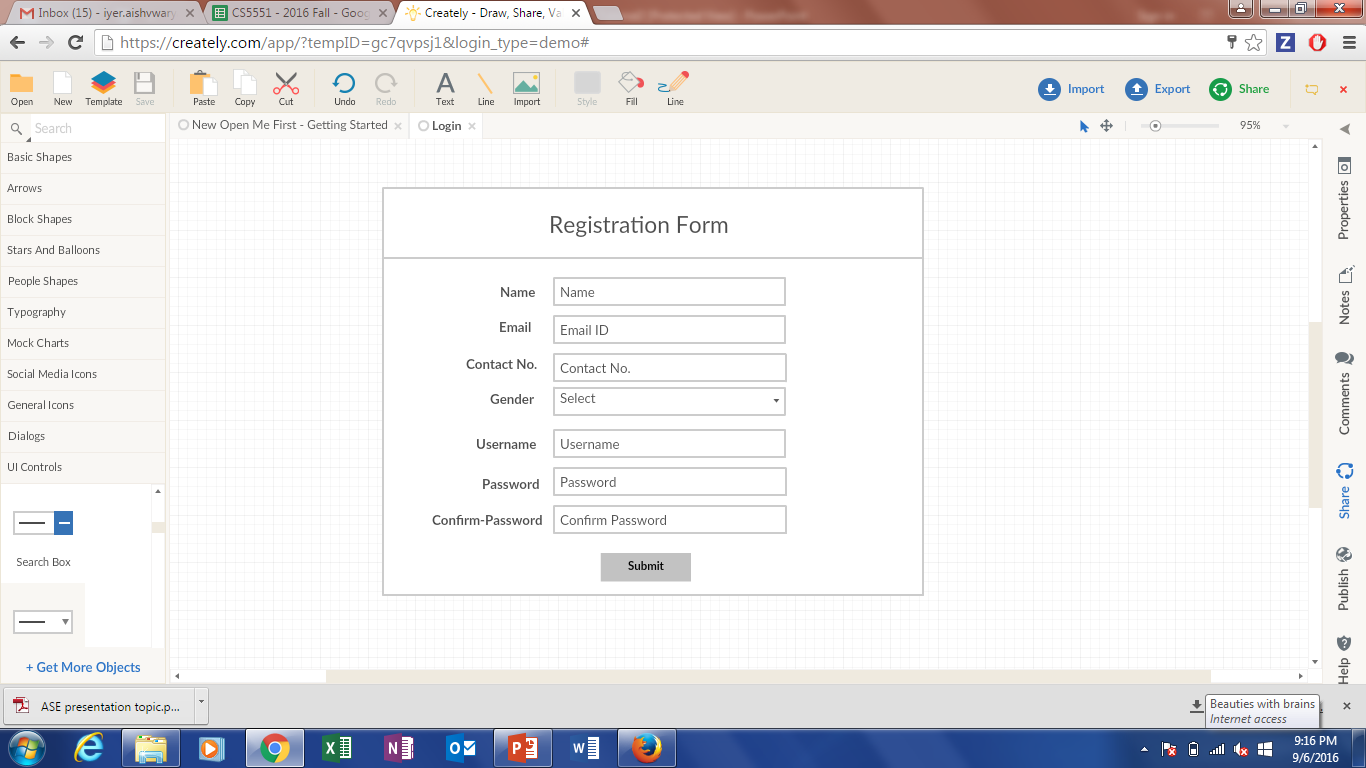 Inbox (15) - iyer.aishvwary
CS5551 - 2016 Fall - Goog
Creately - Draw, Share, Va
https://creately.com/app/?tempID=gc7qvpsj1&login_type=demo#
Open New Template Save Paste Copy Cut Undo Redo Text Line Import Style Fill Line
Import Export Share
Search
New Open Me First - Getting Started
Login
95%
Basic Shapes
Arrows
Block Shapes
Stars And Balloons
People Shapes
Typography
Mock Charts
Social Media Icons
General Icons
Dialogs
UI Controls
Search Box
+ Get More Objects
Registration Form
Name Name
Email Email ID
Contact No. Contact No.
Gender Select
Username Username
Password Password
Confirm-Password Confirm Password
Submit
Properties
Notes
Comments
Share
Publish
Help
ASE presentation topic.p...
Beauties with brains
Internet access
9:16 PM
9/6/2016